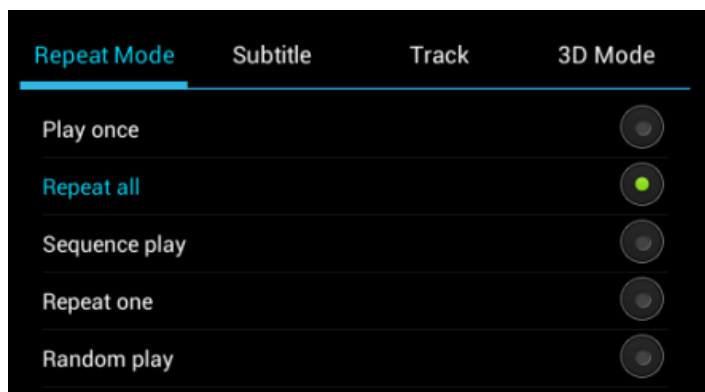 Repeat Mode Subtitle Track 3D Mode
Play once
Repeat all
Sequence play
Repeat one
Random play